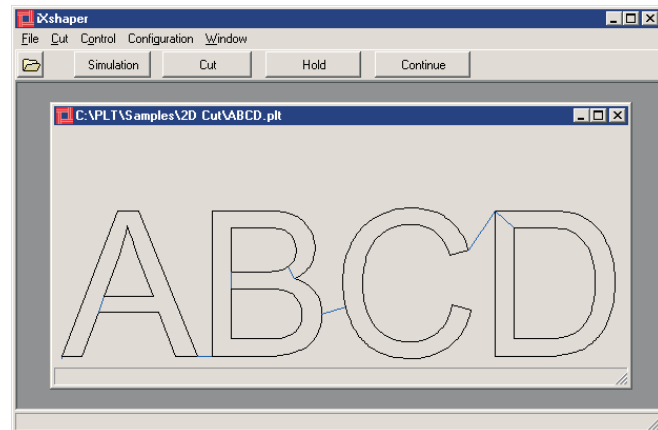 iXshaper
File Cut Control Configuration Window
Simulation Cut Hold Continue
C:\PLT\Samples\2D Cut\ABCD.plt
ABCD